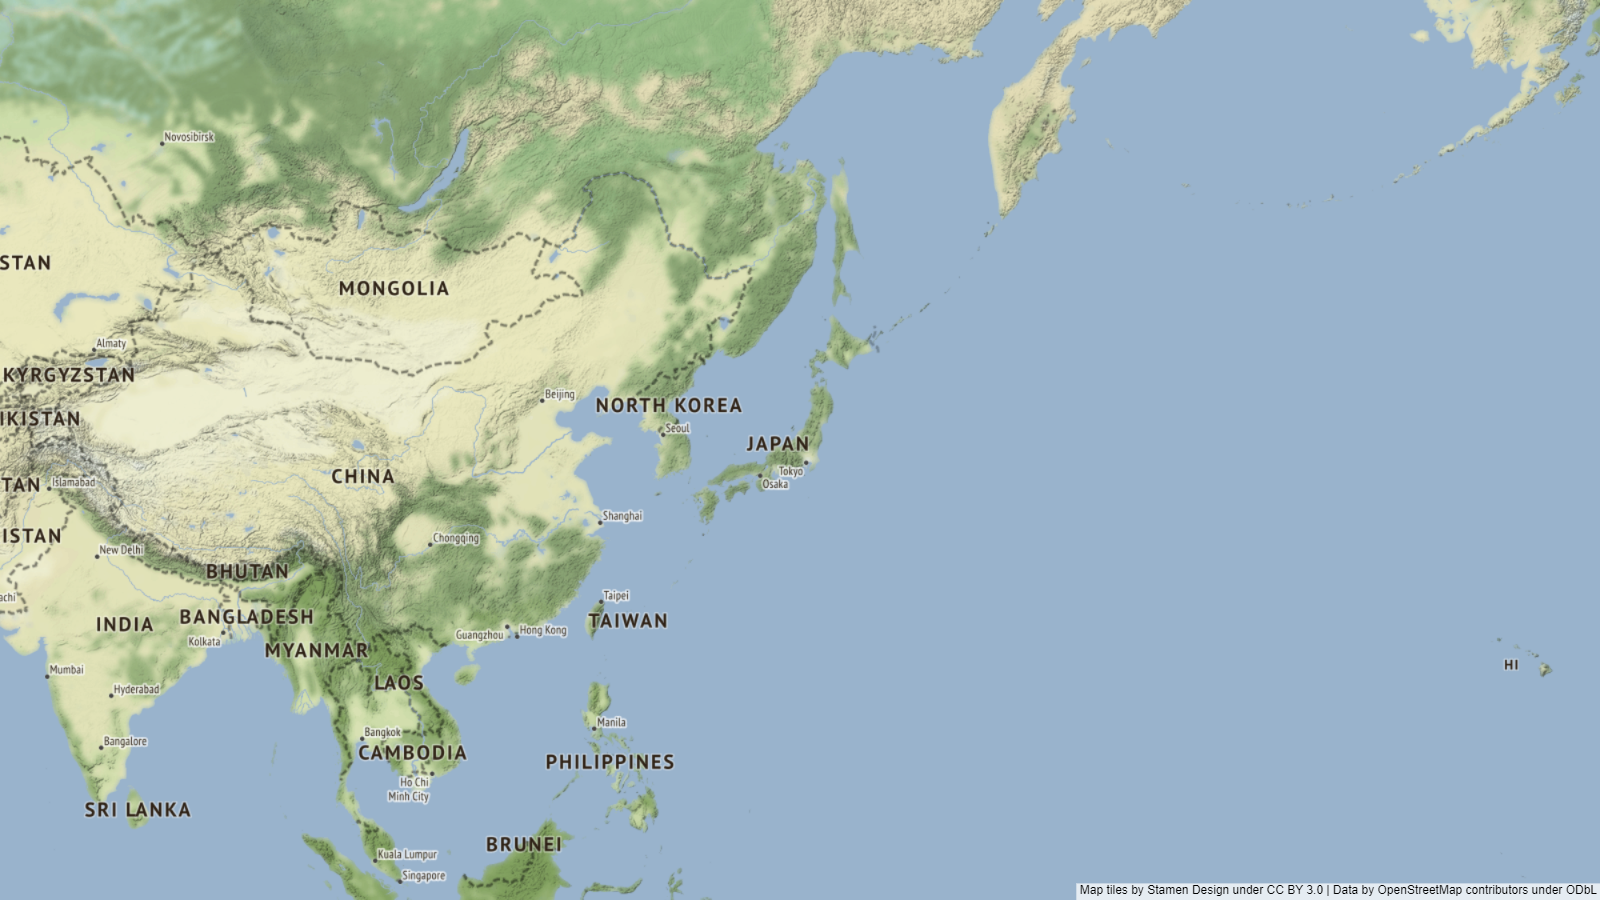 Novosibirsk
STAN
MONGOLIA
Almaty
KYRGYZSTAN
Beijing
NORTH KOREA
IKISTAN
Seoul
JAPAN
Tokyo
Osaka
CHINA
TAN
Islamabad
Shanghai
ISTAN
Chongqing
New Delhi
BHUTAN
achi
Taipei
BANGLADESH
INDIA
TAIWAN
Guangzhou
Hong Kong
Kolkata
MYANMAR
HI
Mumbai
LAOS
Hyderabad
Manila
Bangkok
Bangalore
CAMBODIA
PHILIPPINES
Ho Chi
Minh City
SRI LANKA
BRUNEI
Kuala Lumpur
Singapore
Map tiles by Stamen Design under CC BY 3.0 | Data by OpenStreetMap contributors under ODbL